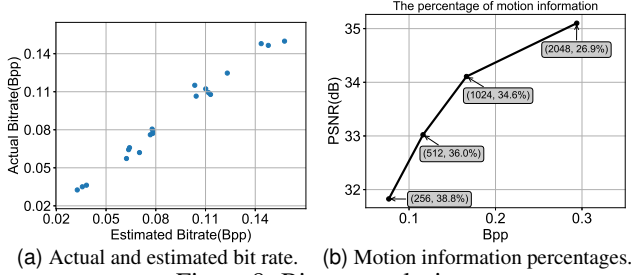 The percentage of motion information
0.14
0.11
0.08
0.05
0.02
Actual Bitrate(Bpp)
0.02 0.05 0.08 0.11 0.14
Estimated Bitrate(Bpp)
35
34
33
32
PSNR(dB)
(2048, 26.9%)
(1024, 34.6%)
(512, 36.0%)
(256, 38.8%)
0.1 0.2 0.3
Bpp
(a) Actual and estimated bit rate.
(b) Motion information percentages.